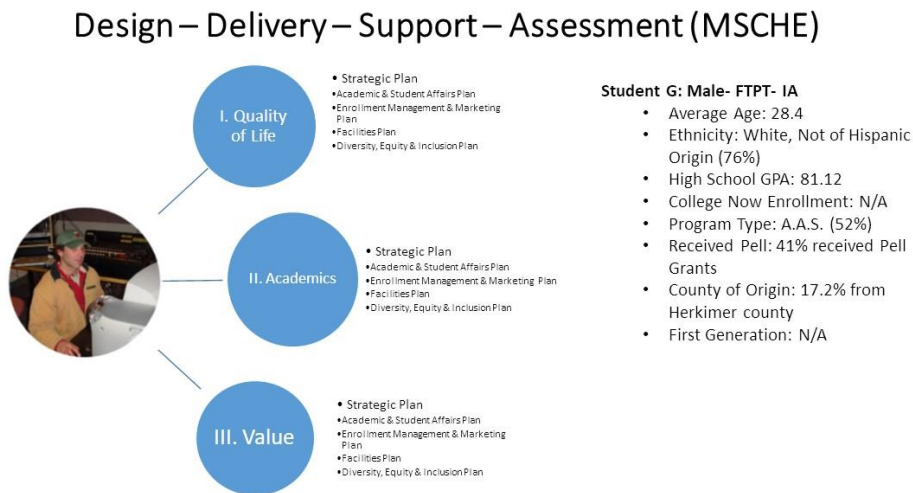 Design – Delivery – Support – Assessment (MSCHE)
I. Quality
of Life
• Strategic Plan
•Academic & Student Affairs Plan
•Enrollment Management & Marketing
Plan
•Facilities Plan
•Diversity, Equity & Inclusion Plan
II. Academics
• Strategic Plan
•Academic & Student Affairs Plan
•Enrollment Management & Marketing Plan
•Facilities Plan
•Diversity, Equity & Inclusion Plan
III. Value
• Strategic Plan
•Academic & Student Affairs Plan
•Enrollment Management & Marketing
Plan
•Facilities Plan
•Diversity, Equity & Inclusion Plan
Student G: Male- FTPT- IA
• Average Age: 28.4
• Ethnicity: White, Not of Hispanic
Origin (76%)
• High School GPA: 81.12
• College Now Enrollment: N/A
• Program Type: A.A.S. (52%)
• Received Pell: 41% received Pell
Grants
• County of Origin: 17.2% from
Herkimer county
• First Generation: N/A